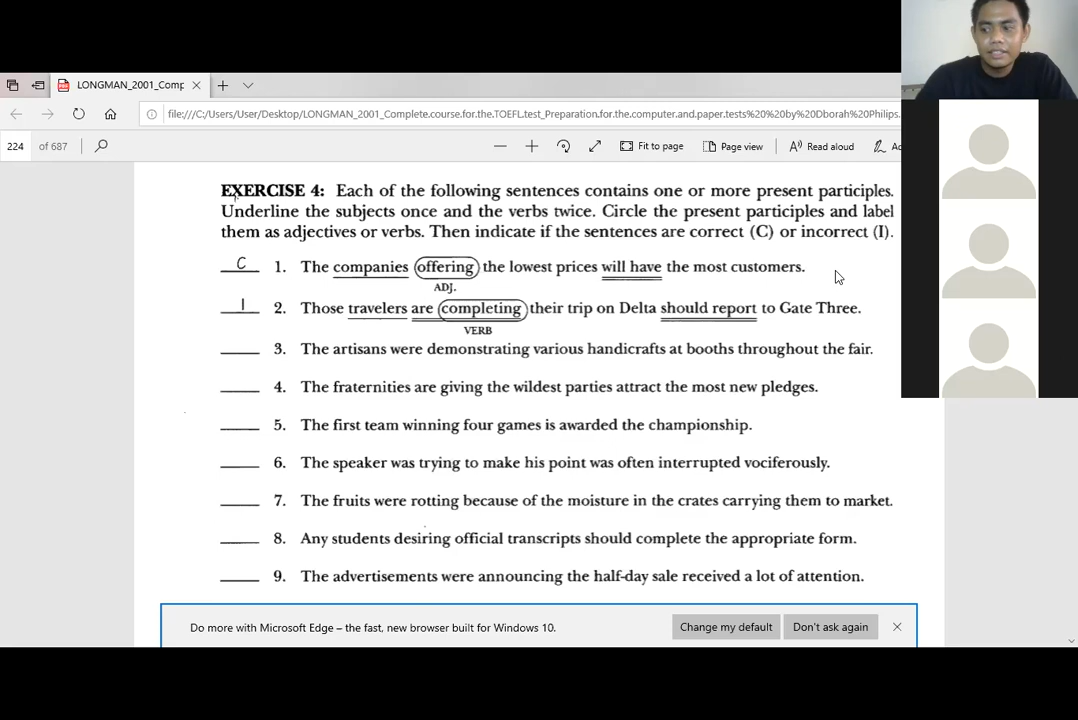 LONGMAN_2001_Comp
file:///C:/Users/User/Desktop/LONGMAN_2001_Complete.course.for.the.TOEFL.test_Preparation.for.the.computer.and.paper.tests%20%20by%20Dborah%20Philips.
224 of 687 Fit to page Page view Read aloud Ac
EXERCISE 4: Each of the following sentences contains one or more present participles.
Underline the subjects once and the verbs twice. Circle the present participles and label
them as adjectives or verbs. Then indicate if the sentences are correct (C) or incorrect (I).
C 1. The companies offering the lowest prices will have the most customers.
ADJ.
I 2. Those travelers are completing their trip on Delta should report to Gate Three.
VERB
3. The artisans were demonstrating various handicrafts at booths throughout the fair.
4. The fraternities are giving the wildest parties attract the most new pledges.
5. The first team winning four games is awarded the championship.
6. The speaker was trying to make his point was often interrupted vociferously.
7. The fruits were rotting because of the moisture in the crates carrying them to market.
8. Any students desiring official transcripts should complete the appropriate form.
9. The advertisements were announcing the half-day sale received a lot of attention.
Do more with Microsoft Edge – the fast, new browser built for Windows 10. Change my default Don't ask again